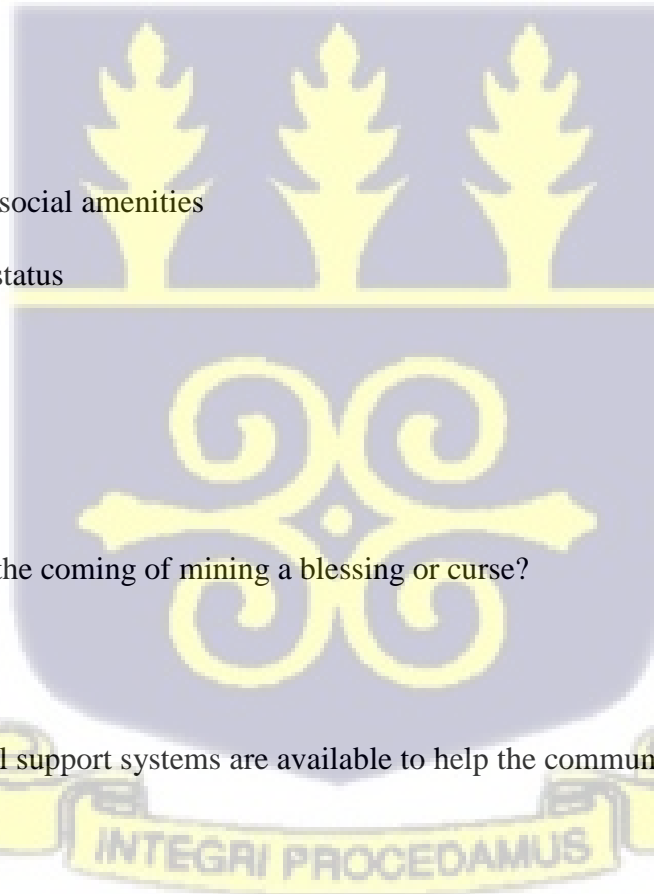 social amenities
status
the coming of mining a blessing or curse?
support systems are available to help the commun
INTEGRI PROCEDAMUS